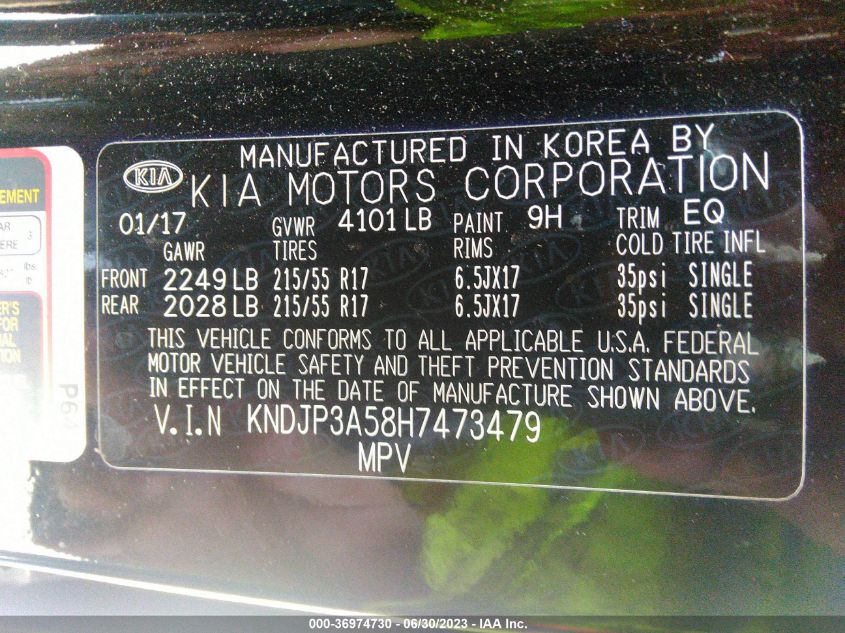 MANUFACTURED IN KOREA BY
KIA KIA MOTORS CORPORATION
01/17 GVWR 4101 LB PAINT 9H TRIM EQ
GAWR TIRES RIMS COLD TIRE INFL
FRONT 2249 LB 215/55 R17 6.5JX17 35psi SINGLE
REAR 2028 LB 215/55 R17 6.5JX17 35psi SINGLE
THIS VEHICLE CONFORMS TO ALL APPLICABLE U.S.A. FEDERAL
MOTOR VEHICLE SAFETY AND THEFT PREVENTION STANDARDS
IN EFFECT ON THE DATE OF MANUFACTURE SHOWN ABOVE.
V.I.N KNDJP3A58H7473479
MPV
000-36974730 - 06/30/2023 - IAA Inc.